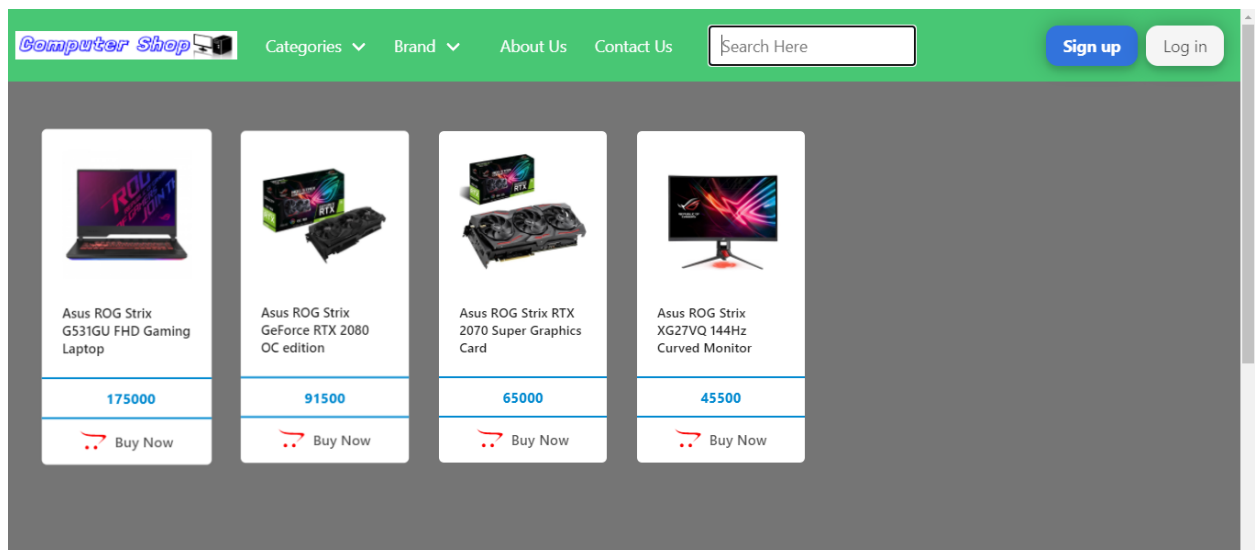 Computer Shop
Categories
Brand
About Us
Contact Us
Search Here
Sign up
Log in
Asus ROG Strix
G531GU FHD Gaming
Laptop
175000
Buy Now
Asus ROG Strix
GeForce RTX 2080
OC edition
91500
Buy Now
Asus ROG Strix RTX
2070 Super Graphics
Card
65000
Buy Now
Asus ROG Strix
XG27VQ 144Hz
Curved Monitor
45500
Buy Now